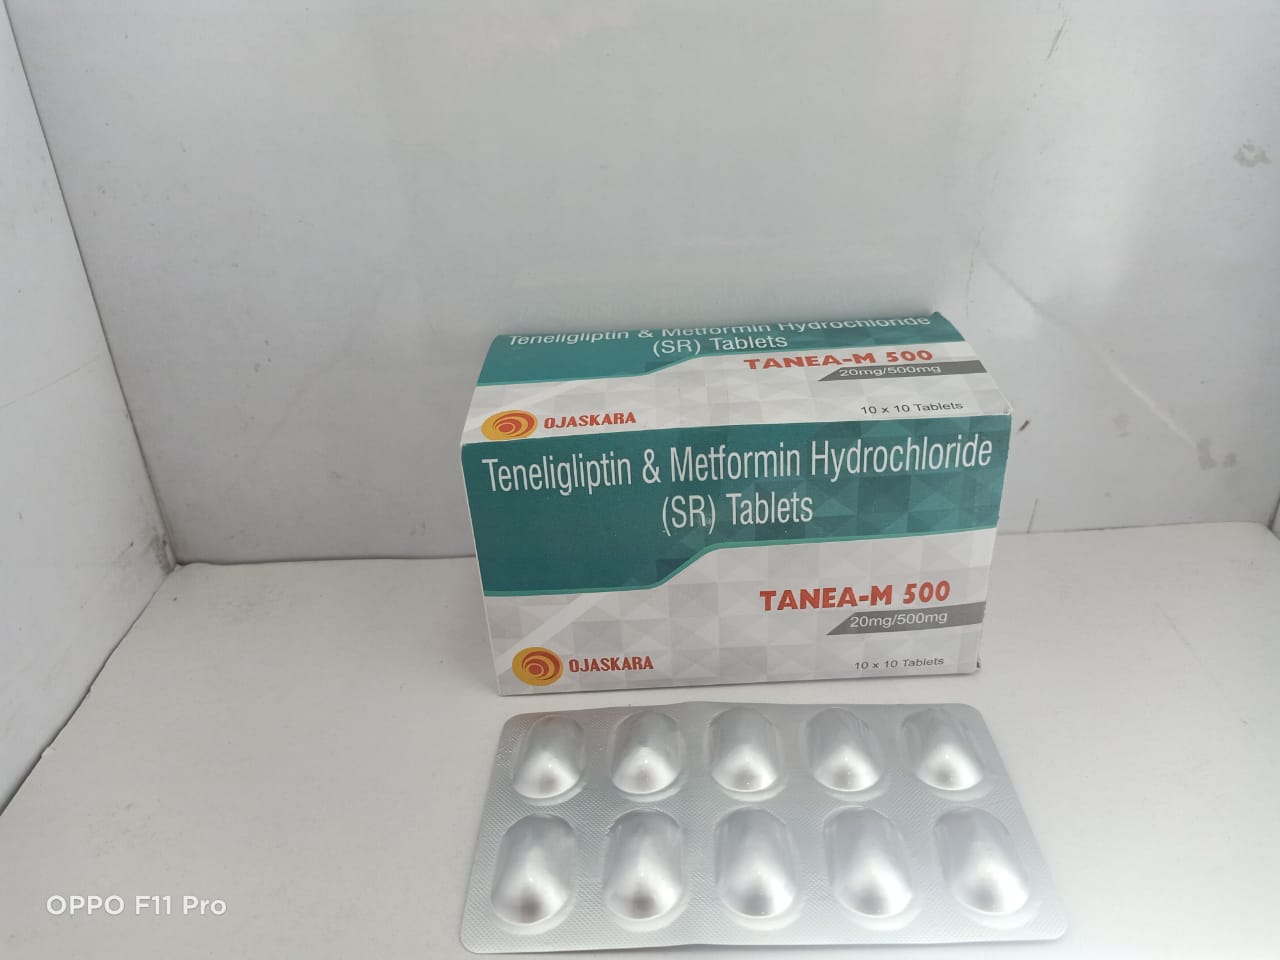 Teneligliptin & Metformin Hydrochloride
(SR) Tablets
TANEA-M 500
20mg/500mg
10 x 10 Tablets
OJASKARA
Teneligliptin & Metformin Hydrochloride
(SR) Tablets
TANEA-M 500
20mg/500mg
OJASKARA
10 x 10 Tablets
OPPO F11 Pro